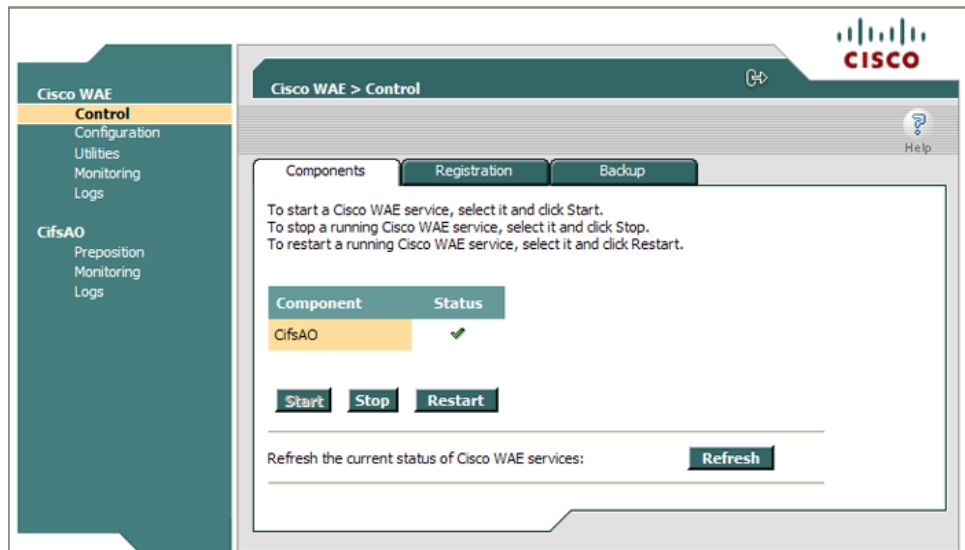 CISCO
Cisco WAE
Control
Configuration
Utilities
Monitoring
Logs
CifsAO
Preposition
Monitoring
Logs
Cisco WAE > Control
Help
Components
Registration
Backup
To start a Cisco WAE service, select it and click Start.
To stop a running Cisco WAE service, select it and click Stop.
To restart a running Cisco WAE service, select it and click Restart.
Component Status
CifsAO
Start Stop Restart
Refresh the current status of Cisco WAE services: Refresh